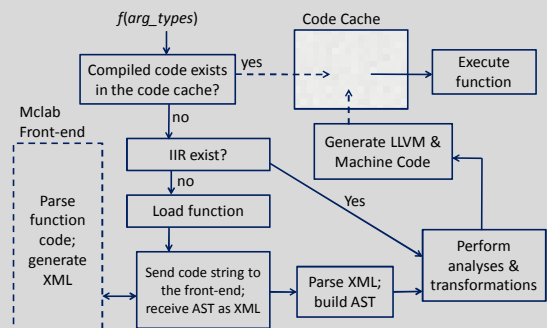 f(arg_types)
Code Cache
Compiled code exists
in the code cache?
yes
Execute
function
no
Mclab
Front-end
IIR exist?
Generate LLVM &
Machine Code
Yes
no
Parse
function
code;
generate
XML
Load function
Send code string to
the front-end;
receive AST as XML
Parse XML;
build AST
Perform
analyses &
transformations